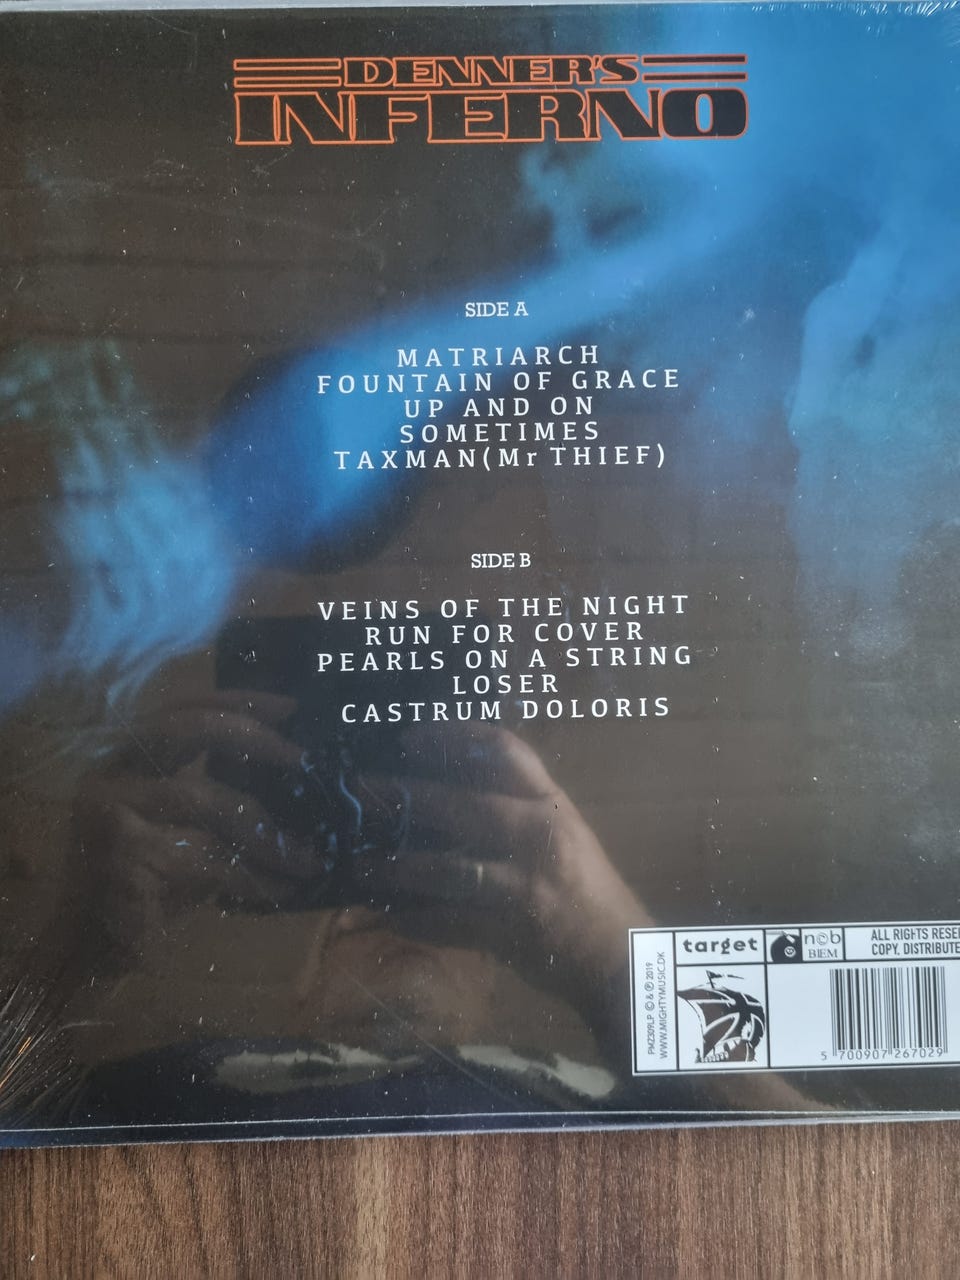 DENNER'S
INFERNO
SIDE A
MATRIARCH
FOUNTAIN OF GRACE
UP AND ON
SOMETIMES
TAXMAN(Mr THIEF)
SIDE B
VEINS OF THE NIGHT
RUN FOR COVER
PEARLS ON A STRING
LOSER
CASTRUM DOLORIS
PMZ309LP © & ℗ 2019
WWW.MIGHTYMUSIC.DK
target
n©b
BIEM
ALL RIGHTS RESE
COPY, DISTRIBUTE
5 700907 267029